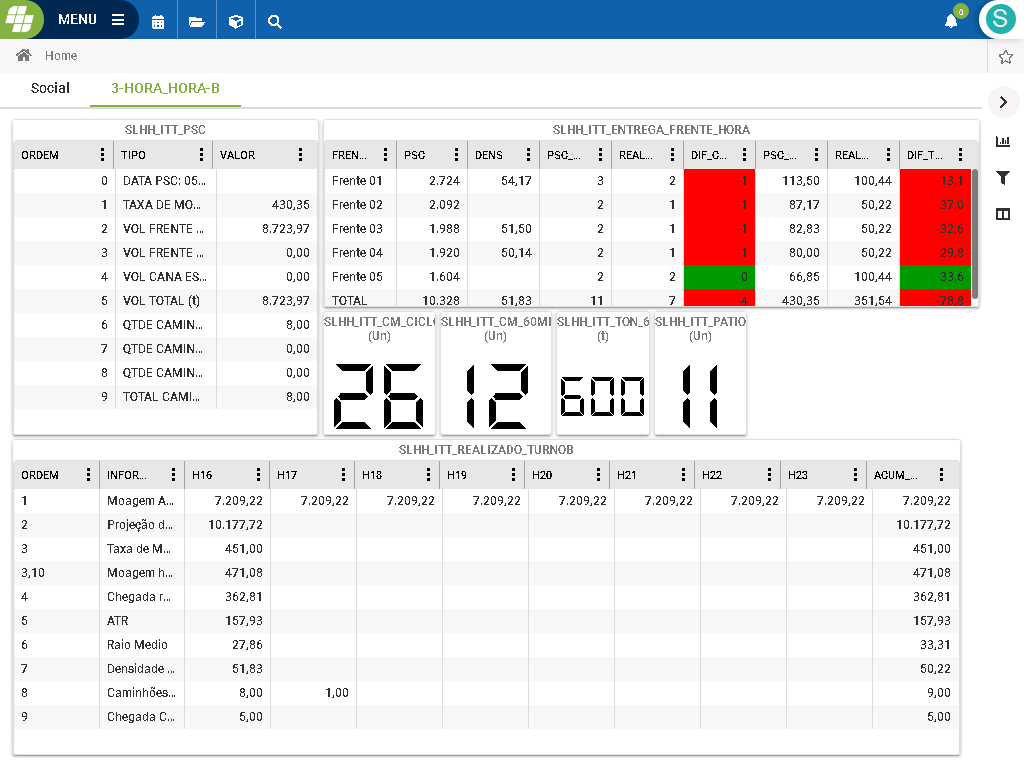 MENU
0
S
Home
Social 3-HORA_HORA-B
SLHH_ITT_PSC
ORDEM TIPO VALOR
0 DATA PSC: 05...
1 TAXA DE MO... 430,35
2 VOL FRENTE ... 8.723,97
3 VOL FRENTE ... 0,00
4 VOL CANA ES... 0,00
5 VOL TOTAL (t) 8.723,97
6 QTDE CAMIN... 8,00
7 QTDE CAMIN... 0,00
8 QTDE CAMIN... 0,00
9 TOTAL CAMI... 8,00
SLHH_ITT_ENTREGA_FRENTE_HORA
FREN... PSC DENS PSC_... REAL... DIF_C... PSC_... REAL... DIF_T...
Frente 01 2.724 54,17 3 2 -1 113,50 100,44 -13,1
Frente 02 2.092 2 1 -1 87,17 50,22 -37,0
Frente 03 1.988 51,50 2 1 -1 82,83 50,22 -32,6
Frente 04 1.920 50,14 2 1 -1 80,00 50,22 -29,8
Frente 05 1.604 2 2 0 66,85 100,44 33,6
TOTAL 10.328 51,83 11 7 -4 430,35 351,54 -78,8
SLHH_ITT_CM_CICL
(Un)
26
SLHH_ITT_CM_60MI
(Un)
12
SLHH_ITT_TON_6
(t)
600
SLHH_ITT_PATIO
(Un)
11
SLHH_ITT_REALIZADO_TURNOB
ORDEM INFOR... H16 H17 H18 H19 H20 H21 H22 H23 ACUM_...
1 Moagem A... 7.209,22 7.209,22 7.209,22 7.209,22 7.209,22 7.209,22 7.209,22 7.209,22 7.209,22
2 Projeção d... 10.177,72 10.177,72
3 Taxa de M... 451,00 451,00
3,10 Moagem h... 471,08 471,08
4 Chegada r... 362,81 362,81
5 ATR 157,93 157,93
6 Raio Medio 27,86 33,31
7 Densidade ... 51,83 50,22
8 Caminhões... 8,00 1,00 9,00
9 Chegada C... 5,00 5,00